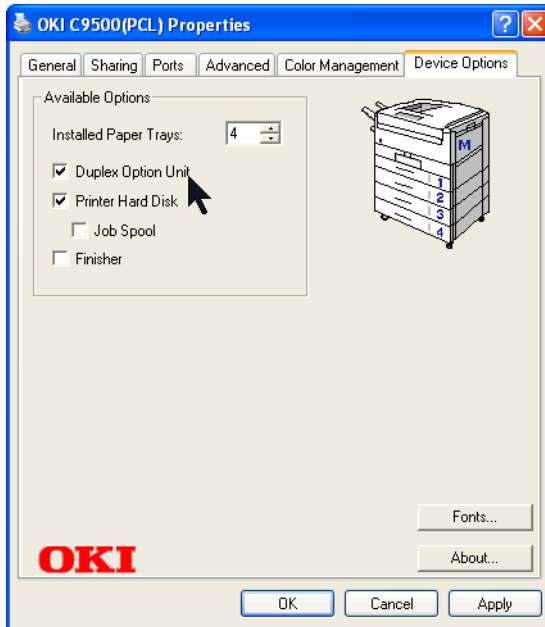 OKI C9500(PCL) Properties
General Sharing Ports Advanced Color Management Device Options
Available Options
Installed Paper Trays: 4
Duplex Option Unit
Printer Hard Disk
Job Spool
Finisher
M
1
2
3
4
Fonts...
OKI
About...
OK Cancel Apply